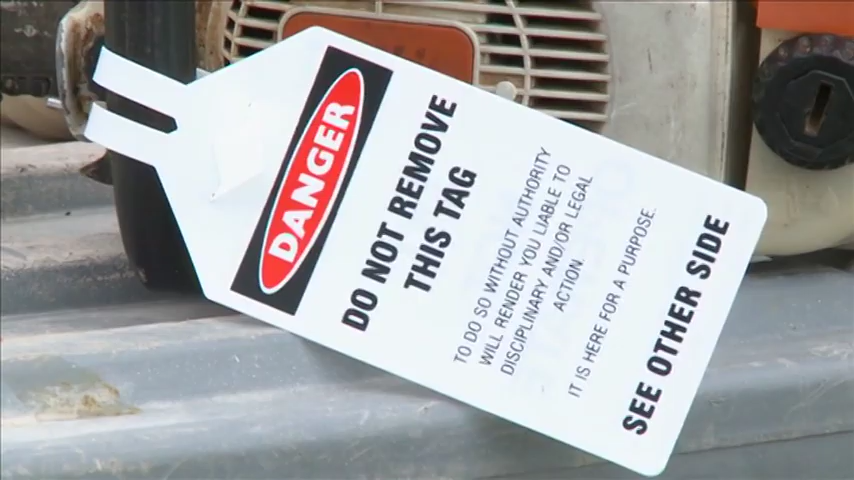 DANGER
DO NOT REMOVE
THIS TAG
TO DO SO WITHOUT AUTHORITY
WILL RENDER YOU LIABLE TO
DISCIPLINARY AND/OR LEGAL
ACTION.
IT IS HERE FOR A PURPOSE.
SEE OTHER SIDE